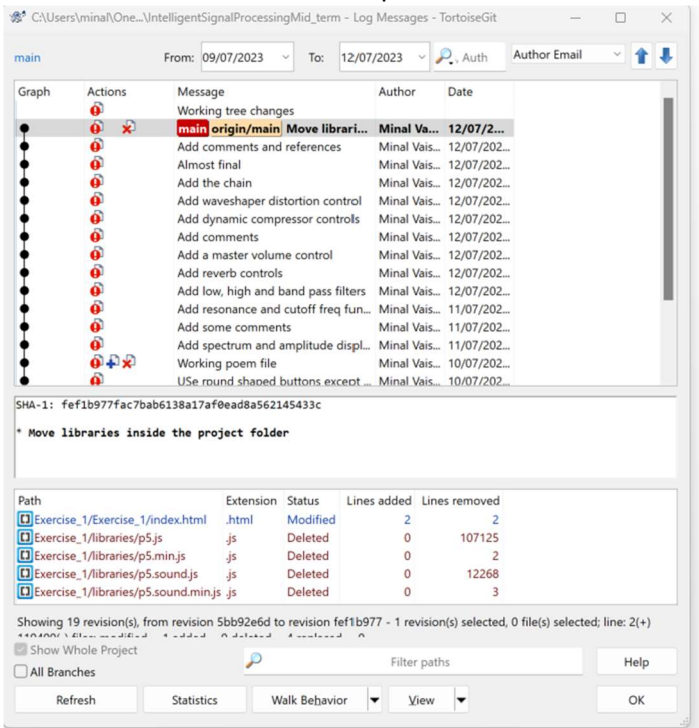 C:\Users\minal\One...\IntelligentSignalProcessingMid_term - Log Messages - TortoiseGit
main From: 09/07/2023 To: 12/07/2023 Auth Author Email
Graph Actions Message Author Date
Working tree changes
main origin/main Move librari... Minal Va... 12/07/2...
Add comments and references Minal Vais... 12/07/202...
Almost final Minal Vais... 12/07/202...
Add the chain Minal Vais... 12/07/202...
Add waveshaper distortion control Minal Vais... 12/07/202...
Add dynamic compressor controls Minal Vais... 12/07/202...
Add comments Minal Vais... 12/07/202...
Add a master volume control Minal Vais... 12/07/202...
Add reverb controls Minal Vais... 12/07/202...
Add low, high and band pass filters Minal Vais... 12/07/202...
Add resonance and cutoff freq fun... Minal Vais... 11/07/202...
Add some comments Minal Vais... 11/07/202...
Add spectrum and amplitude displ... Minal Vais... 11/07/202...
Working poem file Minal Vais... 10/07/202...
USe round shaped buttons except ... Minal Vais... 10/07/202...
SHA-1: fef1b977fac7bab6138a17af0ead8a562145433c
* Move libraries inside the project folder
Path Extension Status Lines added Lines removed
Exercise_1/Exercise_1/index.html .html Modified 2 2
Exercise_1/libraries/p5.js .js Deleted 0 107125
Exercise_1/libraries/p5.min.js .js Deleted 0 2
Exercise_1/libraries/p5.sound.js .js Deleted 0 12268
Exercise_1/libraries/p5.sound.min.js .js Deleted 0 3
Showing 19 revision(s), from revision 5bb92e6d to revision fef1b977 - 1 revision(s) selected, 0 file(s) selected; line: 2(+)
Show Whole Project
All Branches
Filter paths Help
Refresh Statistics Walk Behavior View OK